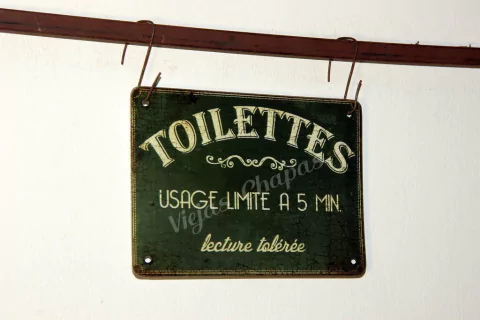 TOILETTES
USAGE LIMITE A 5 MIN.
lecture tolérée
Viejas Chapas